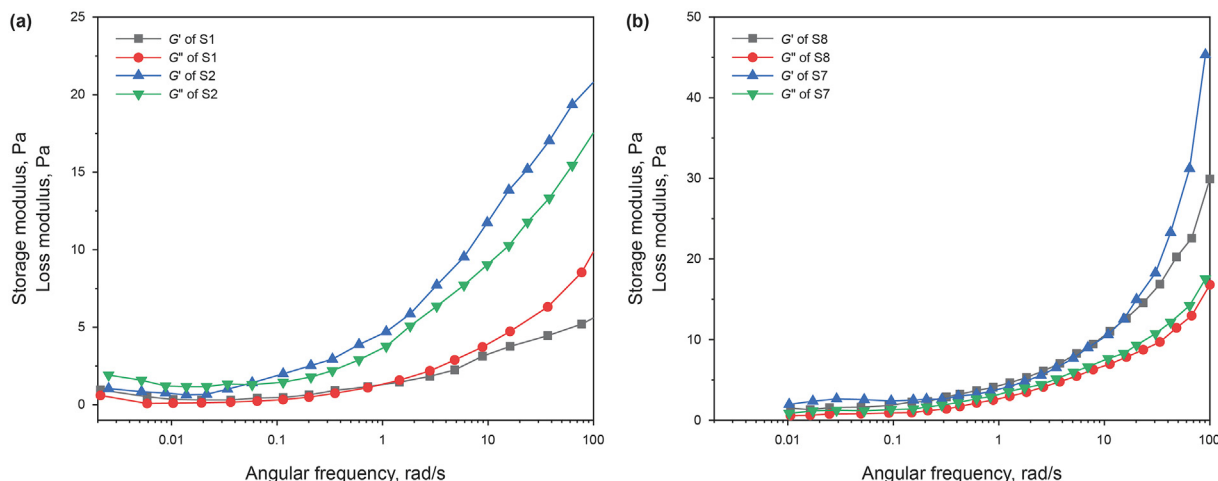 (a)
25
20
15
10
5
0
Storage modulus, Pa
Loss modulus, Pa
G' of S1
G" of S1
G' of S2
G" of S2
0.01
0.1
1
10
100
Angular frequency, rad/s
(b)
50
40
30
20
10
0
Storage modulus, Pa
Loss modulus, Pa
G' of S8
G" of S8
G' of S7
G" of S7
0.01
0.1
1
10
100
Angular frequency, rad/s